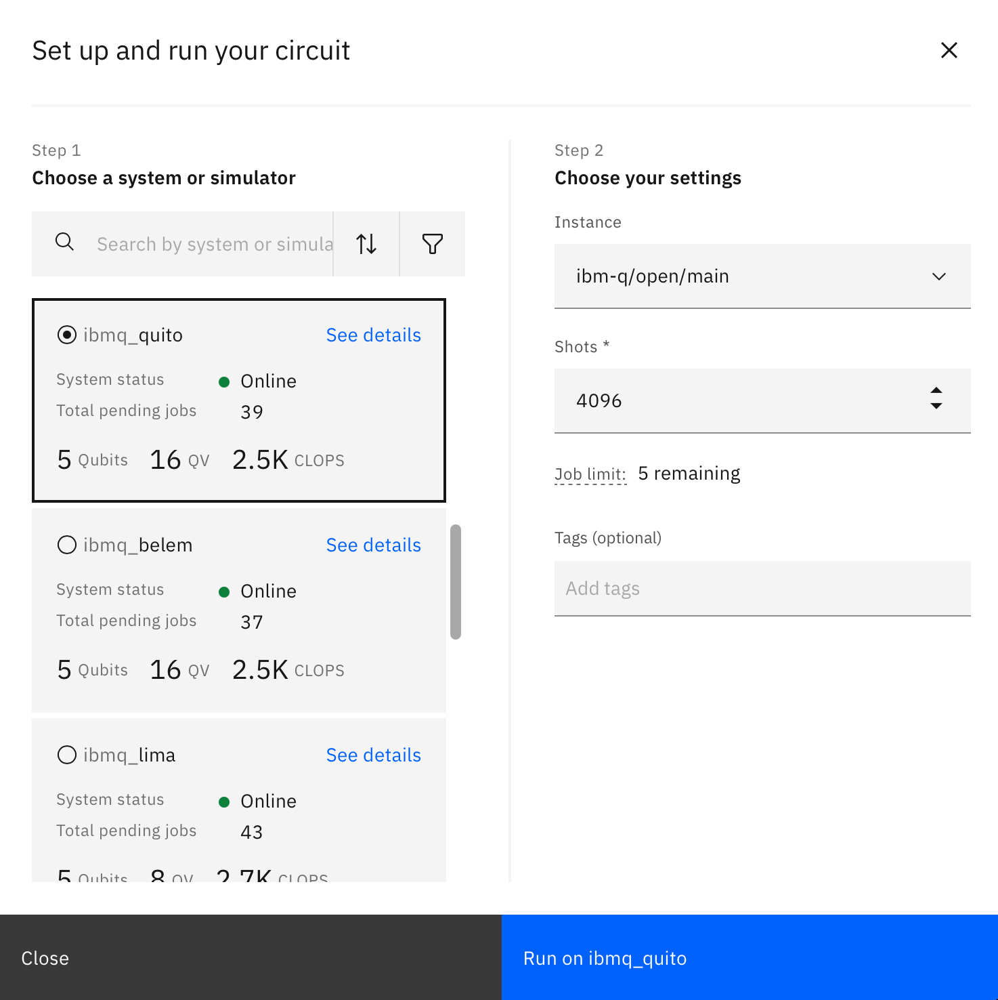 Set up and run your circuit
Step 1
Choose a system or simulator
Search by system or simula
ibmq_quito See details
System status Online
Total pending jobs 39
5 Qubits 16 QV 2.5K CLOPS
ibmq_belem See details
System status Online
Total pending jobs 37
5 Qubits 16 QV 2.5K CLOPS
ibmq_lima See details
System status Online
Total pending jobs 43
5 Qubits 8 QV 2.7K CLOPS
Step 2
Choose your settings
Instance
ibm-q/open/main
Shots *
4096
Job limit: 5 remaining
Tags (optional)
Add tags
Close
Run on ibmq_quito